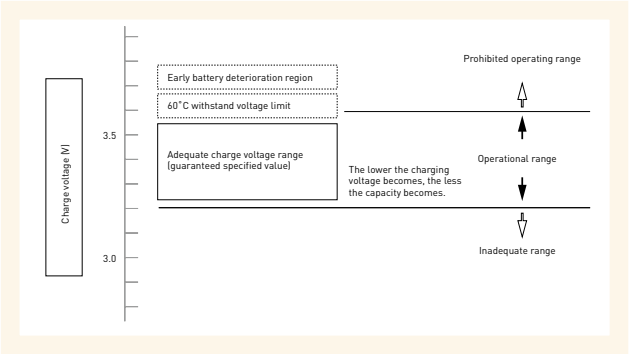 Charge voltage (V)
3.5
3.0
Early battery deterioration region
60˚C withstand voltage limit
Adequate charge voltage range
(guaranteed specified value)
The lower the charging
voltage becomes, the less
the capacity becomes.
Prohibited operating range
Operational range
Inadequate range